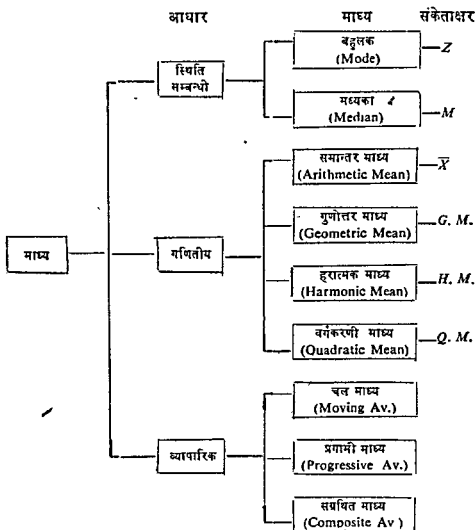 आधार माध्य संकेताक्षर
बहुलक
(Mode) Z
स्थिति
सम्बन्धी
मध्यका
(Median) M
समान्तर माध्य
(Arithmetic Mean) X̅
गुणोत्तर माध्य
(Geometric Mean) G. M.
माध्य
गणितीय
हरात्मक माध्य
(Harmonic Mean) H. M.
वर्गकरणी माध्य
(Quadratic Mean) Q. M.
चल माध्य
(Moving Av.)
व्यापारिक
प्रगामी माध्य
(Progressive Av.)
संग्रथित माध्य
(Composite Av)